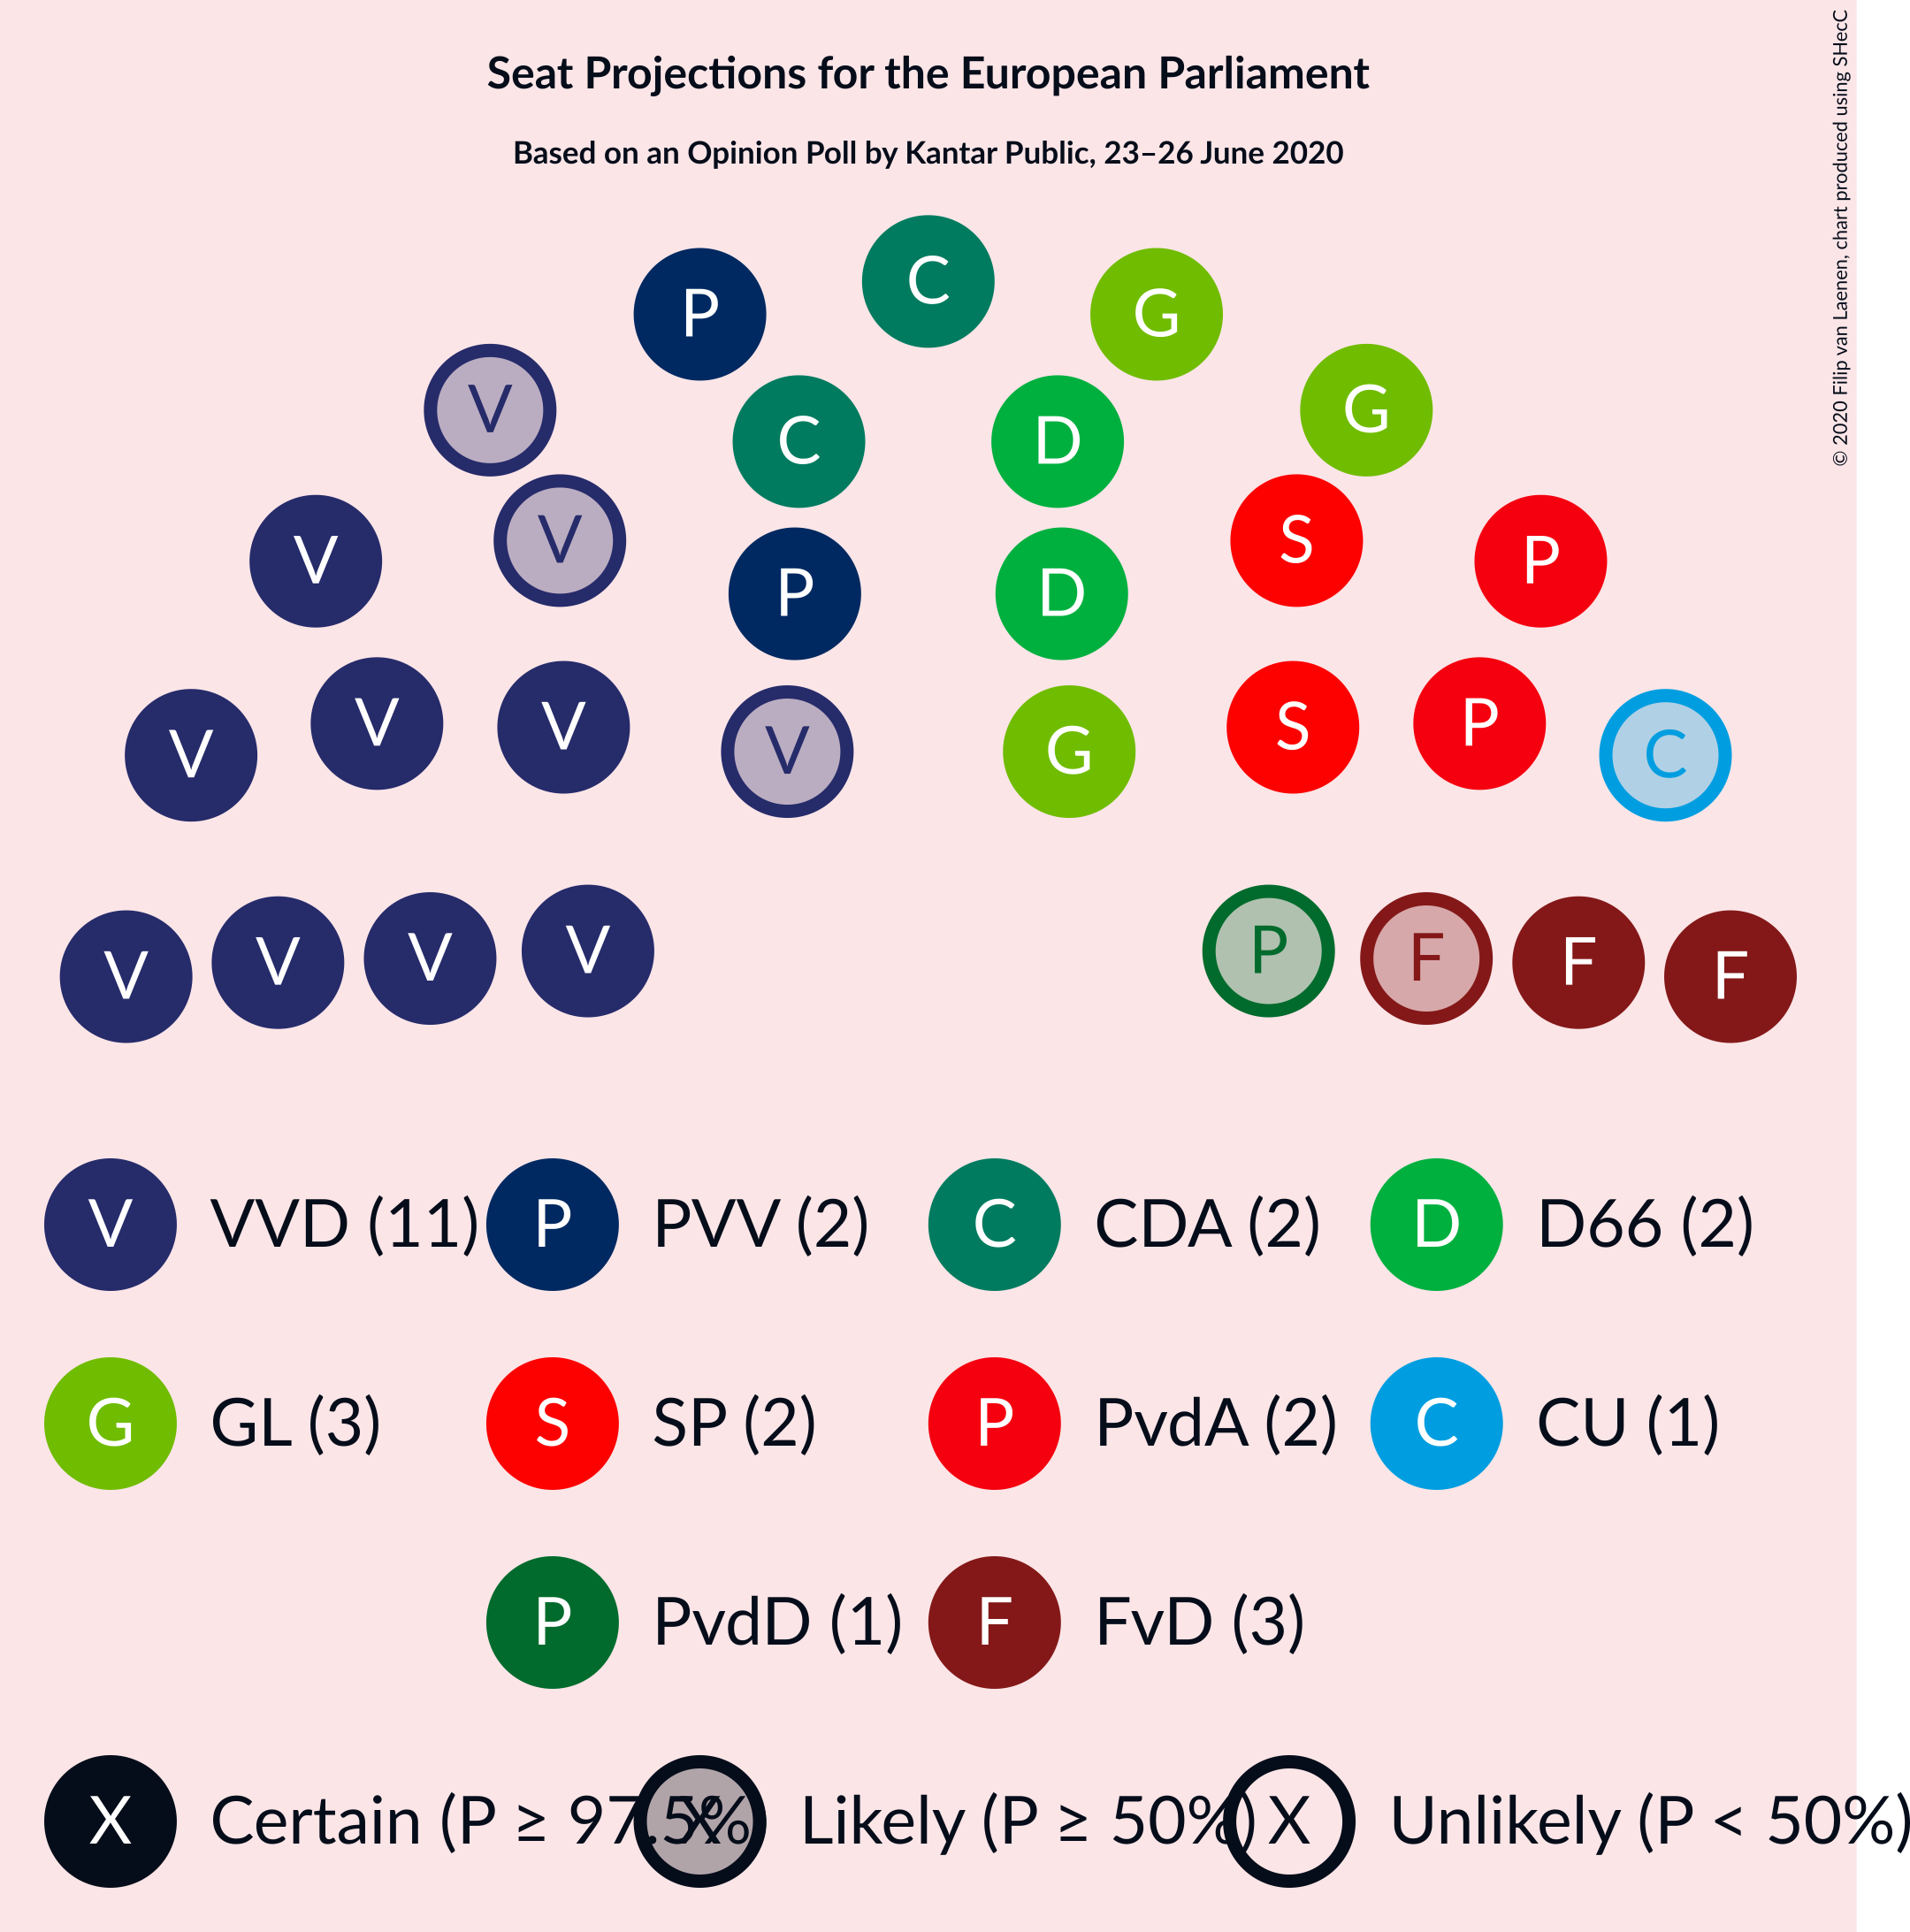 Seat Projections for the European Parliament
Based on an Opinion Poll by Kantar Public, 23–26 June 2020
© 2020 Filip van Laenen, chart produced using SHecC
C
P G
V G
C D
V S
V P
P D
V V S P
V G C
V V P F
V V F F
V VVD (11) P PVV (2) C CDA (2) D D66 (2)
G GL (3) S SP (2) P PvdA (2) C CU (1)
P PvdD (1) F FvD (3)
X Certain (P ≥ 97.5% X Likely (P ≥ 50%) X Unlikely (P < 50%)